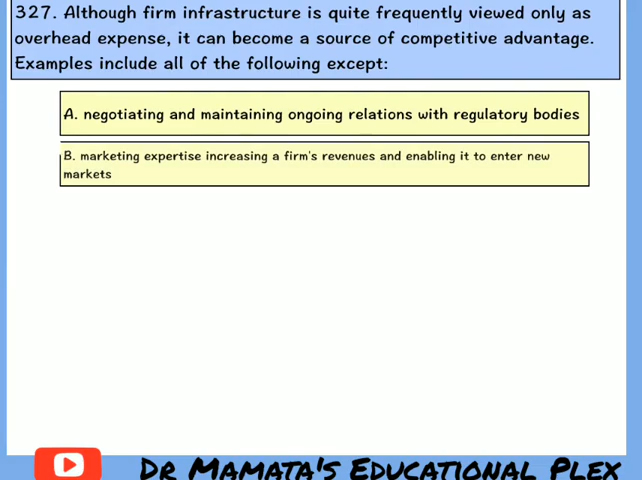 327. Although firm infrastructure is quite frequently viewed only as
overhead expense, it can become a source of competitive advantage.
Examples include all of the following except:
A. negotiating and maintaining ongoing relations with regulatory bodies
B. marketing expertise increasing a firm's revenues and enabling it to enter new
markets
Dr Mamata's Educational Plex